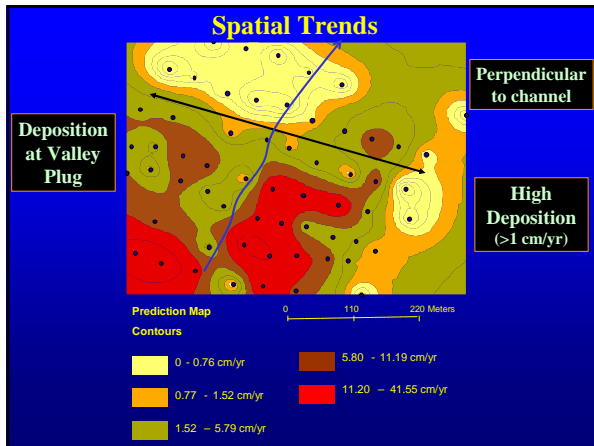 Spatial Trends
Perpendicular
to channel
Deposition
at Valley
Plug
High
Deposition
(>1 cm/yr)
Prediction Map
Contours
0 110 220 Meters
0 - 0.76 cm/yr
0.77 - 1.52 cm/yr
1.52 – 5.79 cm/yr
5.80 - 11.19 cm/yr
11.20 – 41.55 cm/yr